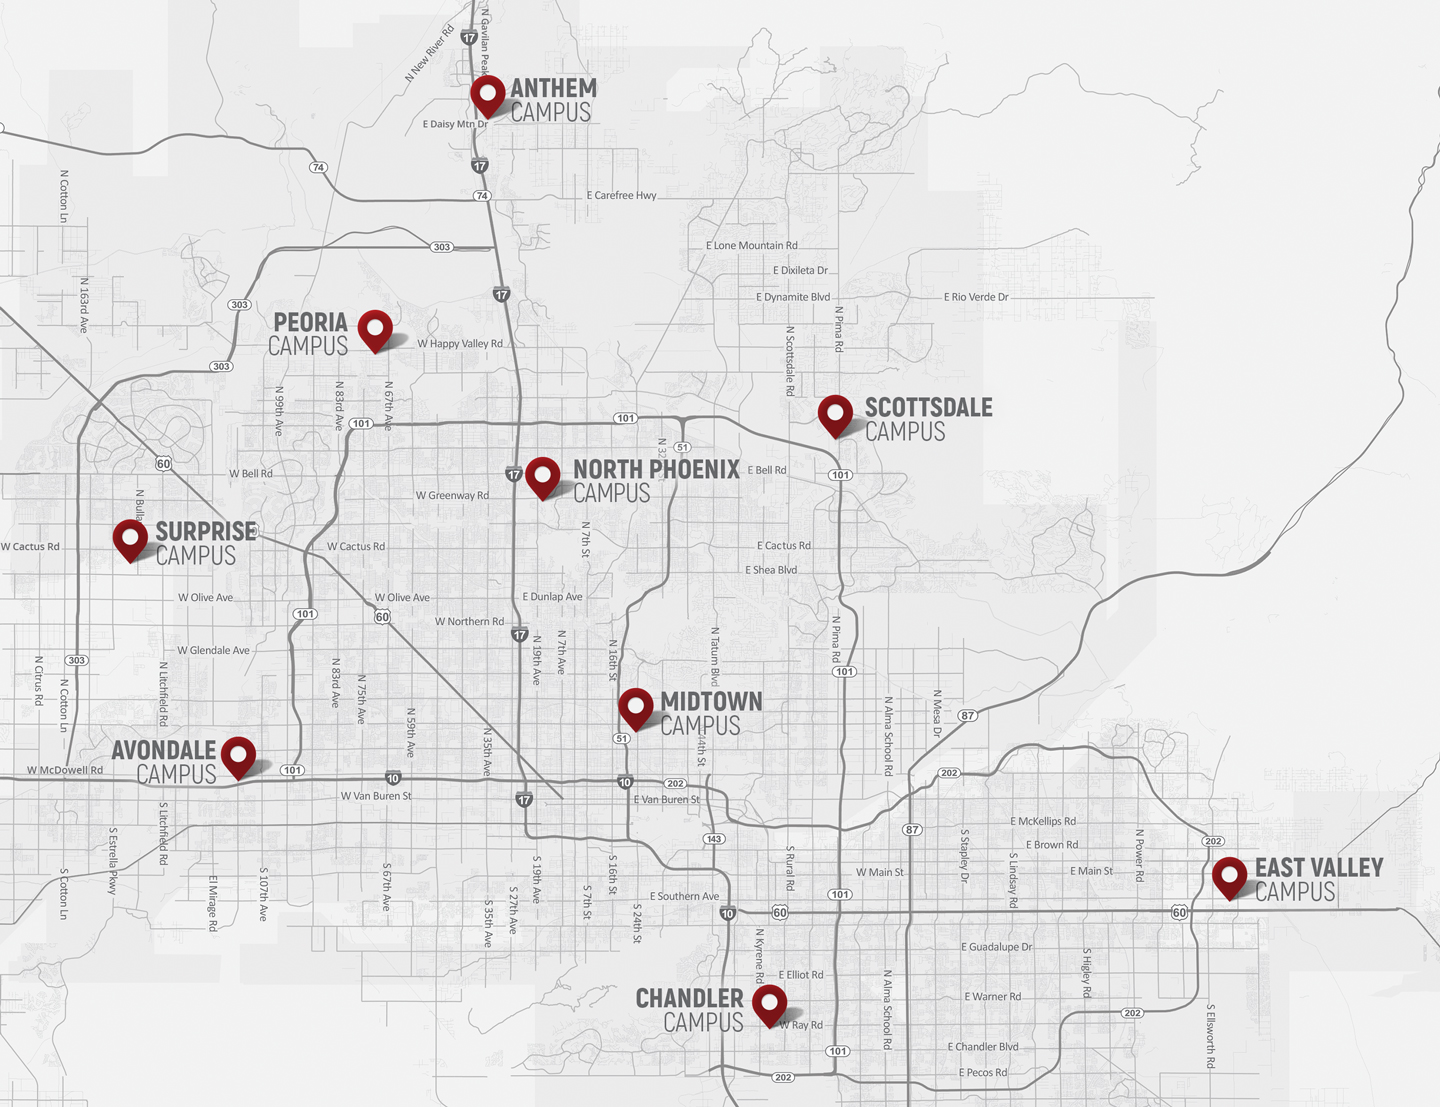 N Gavilan Peak
17
N New River Rd
ANTHEM
CAMPUS
E Daisy Mtn Dr
17
74
74
E Carefree Hwy
N Cotton Ln
303
E Lone Mountain Rd
E Dixileta Dr
N 163rd Ave
303
17
E Dynamite Blvd
E Rio Verde Dr
N Pima Rd
PEORIA
CAMPUS
W Happy Valley Rd
N Scottsdale Rd
303
N 99th Ave
N 83rd Ave
N 67th Ave
SCOTTSDALE
CAMPUS
101
101
51
60
W Bell Rd
17
NORTH PHOENIX
CAMPUS
E Bell Rd
101
W Greenway Rd
SURPRISE
CAMPUS
N 7th St
W Cactus Rd
W Cactus Rd
E Cactus Rd
E Shea Blvd
W Olive Ave
W Olive Ave
E Dunlap Ave
101
60
W Northern Rd
17
N Pima Rd
W Glendale Ave
303
N Citrus Rd
N Cotton Ln
N Litchfield Rd
N 83rd Ave
N 75th Ave
N 59th Ave
N 35th Ave
N 19th Ave
N 7th Ave
N 16th St
N Tatum Blvd
101
N Alma School Rd
N Mesa Dr
87
MIDTOWN
CAMPUS
51
44th St
AVONDALE
CAMPUS
W McDowell Rd
101
10
10
202
202
W Van Buren St
17
E Van Buren St
S Litchfield Rd
S Estrella Pkwy
143
87
E McKellips Rd
E Brown Rd
202
S Cotton Ln
El Mirage Rd
S 107th Ave
S 67th Ave
S 35th Ave
S 27th Ave
S 19th Ave
S 7th St
S 16th St
S 24th St
S Rural Rd
W Main St
S Stapley Dr
S Lindsay Rd
E Main St
N Power Rd
EAST VALLEY
CAMPUS
E Southern Ave
101
10
60
60
N Kyrene Rd
E Guadalupe Dr
E Elliot Rd
N Alma School Rd
S Higley Rd
CHANDLER
CAMPUS
E Warner Rd
W Ray Rd
202
S Ellsworth Rd
101
E Chandler Blvd
202
E Pecos Rd